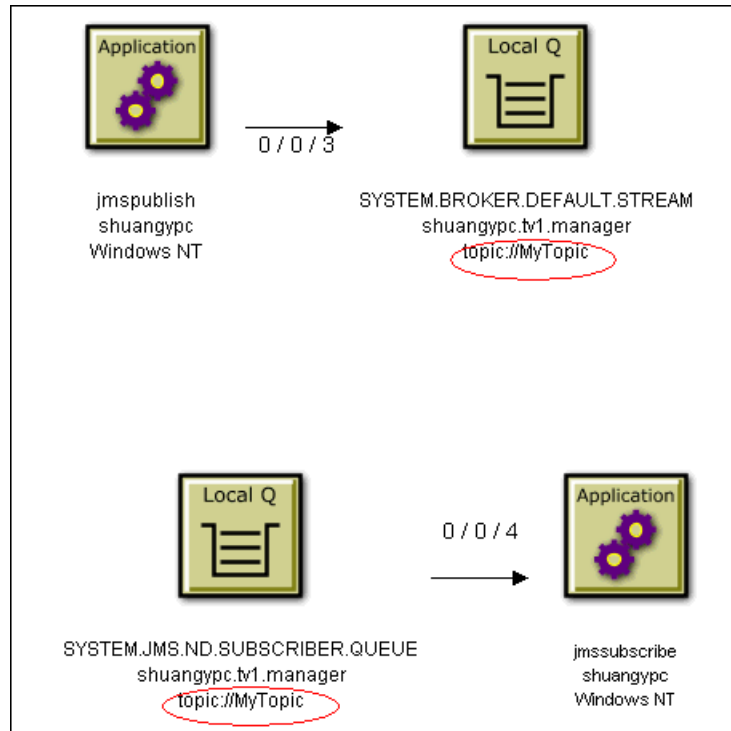 Application
Local Q
0 / 0 / 3
jmspublish
shuangypc
Windows NT
SYSTEM.BROKER.DEFAULT.STREAM
shuangypc.tv1.manager
topic://MyTopic
Local Q
Application
0 / 0 / 4
SYSTEM.JMS.ND.SUBSCRIBER.QUEUE
shuangypc.tv1.manager
topic://MyTopic
jmssubscribe
shuangypc
Windows NT